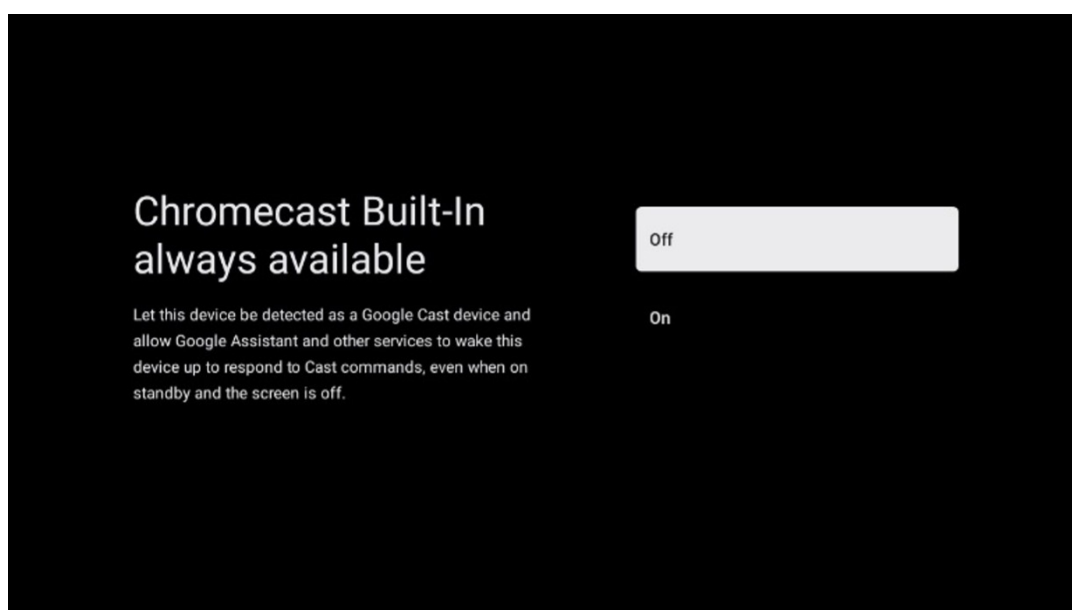 Chromecast Built-In
always available
Let this device be detected as a Google Cast device and
allow Google Assistant and other services to wake this
device up to respond to Cast commands, even when on
standby and the screen is off.
Off
On